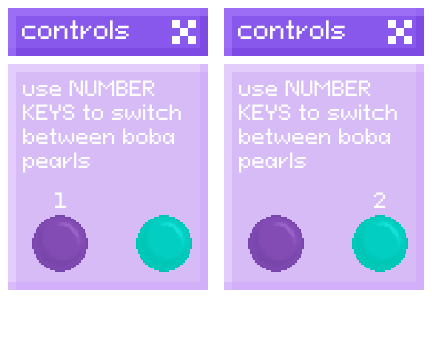 controls
use NUMBER
KEYS to switch
between boba
pearls
1
controls
use NUMBER
KEYS to switch
between boba
pearls
2